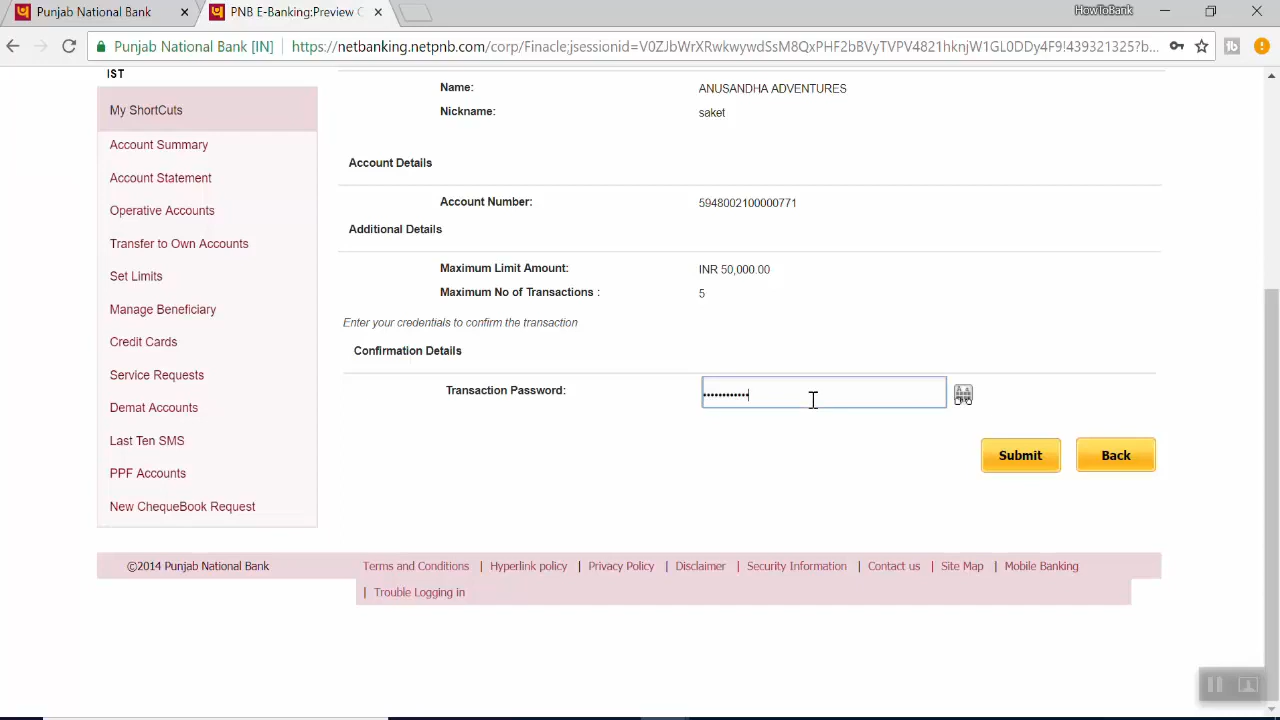 Punjab National Bank
PNB E-Banking:Preview C
HowToBank
Punjab National Bank [IN]
https://netbanking.netpnb.com/corp/Finacle;jsessionid=V0ZJbWrXRwkwywdSsM8QxPHF2bBVyTVPV4821hknjW1GL0DDy4F9!439321325?b...
IST
My ShortCuts
Account Summary
Account Statement
Operative Accounts
Transfer to Own Accounts
Set Limits
Manage Beneficiary
Credit Cards
Service Requests
Demat Accounts
Last Ten SMS
PPF Accounts
New ChequeBook Request
Name: ANUSANDHA ADVENTURES
Nickname: saket
Account Details
Account Number: 5948002100000771
Additional Details
Maximum Limit Amount: INR 50,000.00
Maximum No of Transactions : 5
Enter your credentials to confirm the transaction
Confirmation Details
Transaction Password: ••••••••••••
Submit Back
©2014 Punjab National Bank
Terms and Conditions | Hyperlink policy | Privacy Policy | Disclaimer | Security Information | Contact us | Site Map | Mobile Banking
| Trouble Logging in